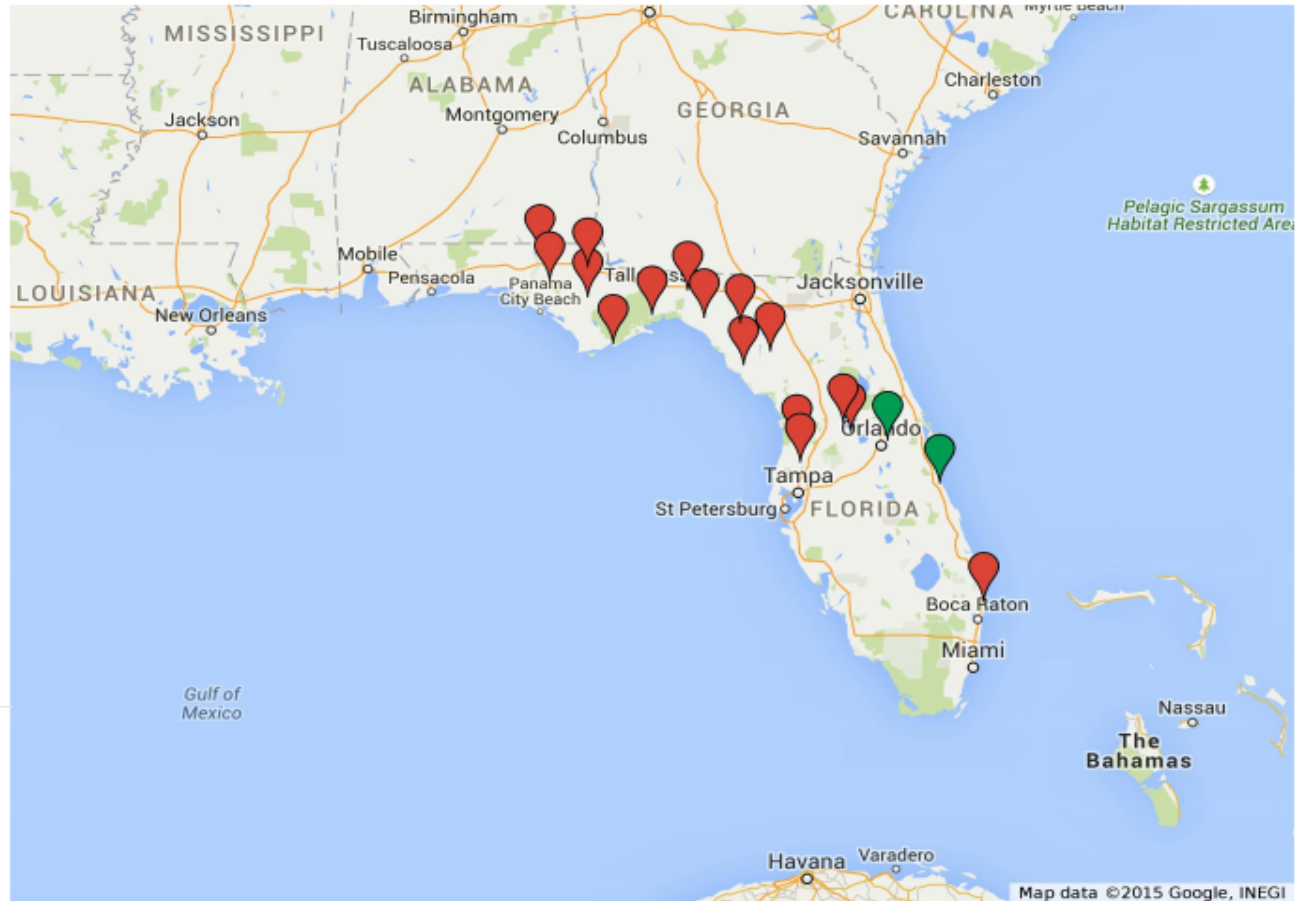 Birmingham
CAROLINA
Myrtle Beach
MISSISSIPPI
Tuscaloosa
ALABAMA
Charleston
Jackson
Montgomery
GEORGIA
Columbus
Savannah
Pelagic Sargassum
Habitat Restricted Area
Mobile
Pensacola
Panama
City Beach
Jacksonville
LOUISIANA
New Orleans
Orlando
Tampa
St Petersburg
FLORIDA
Boca Raton
Miami
Gulf of
Mexico
Nassau
The
Bahamas
Havana
Varadero
Map data ©2015 Google, INEGI